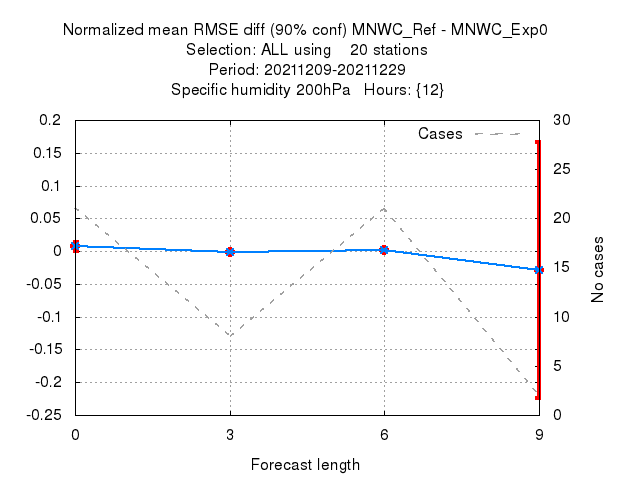 Normalized mean RMSE diff (90% conf) MNWC_Ref - MNWC_Exp0
Selection: ALL using    20 stations
Period: 20211209-20211229
Specific humidity 200hPa   Hours: {12}
Cases
0.2
0.15
0.1
0.05
0
-0.05
-0.1
-0.15
-0.2
-0.25
30
25
20
15
10
5
0
No cases
0 3 6 9
Forecast length